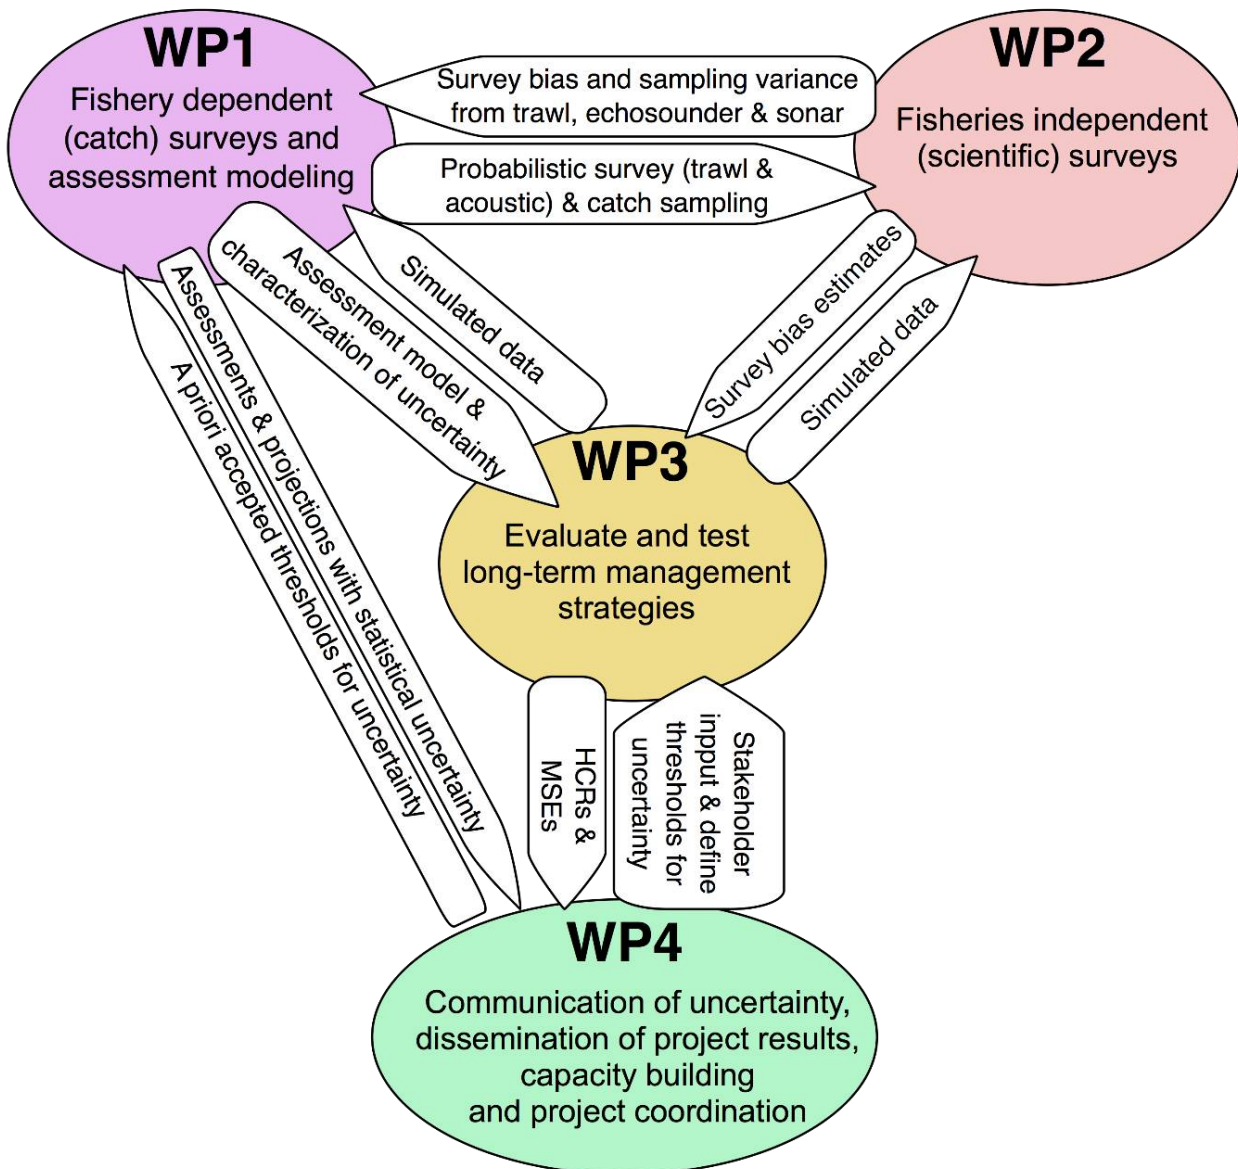 WP1
Fishery dependent
(catch) surveys and
assessment modeling
Survey bias and sampling variance
from trawl, echosounder & sonar
WP2
Fisheries independent
(scientific) surveys
Probabilistic survey (trawl &
acoustic) & catch sampling
Assessment model &
characterization of uncertainty
Simulated data
Survey bias estimates
Simulated data
Assessments & projections with statistical uncertainty
A priori accepted thresholds for uncertainty
WP3
Evaluate and test
long-term management
strategies
HCRs &
MSEs
Stakeholder
inpput & define
thresholds for
uncertainty
WP4
Communication of uncertainty,
dissemination of project results,
capacity building
and project coordination